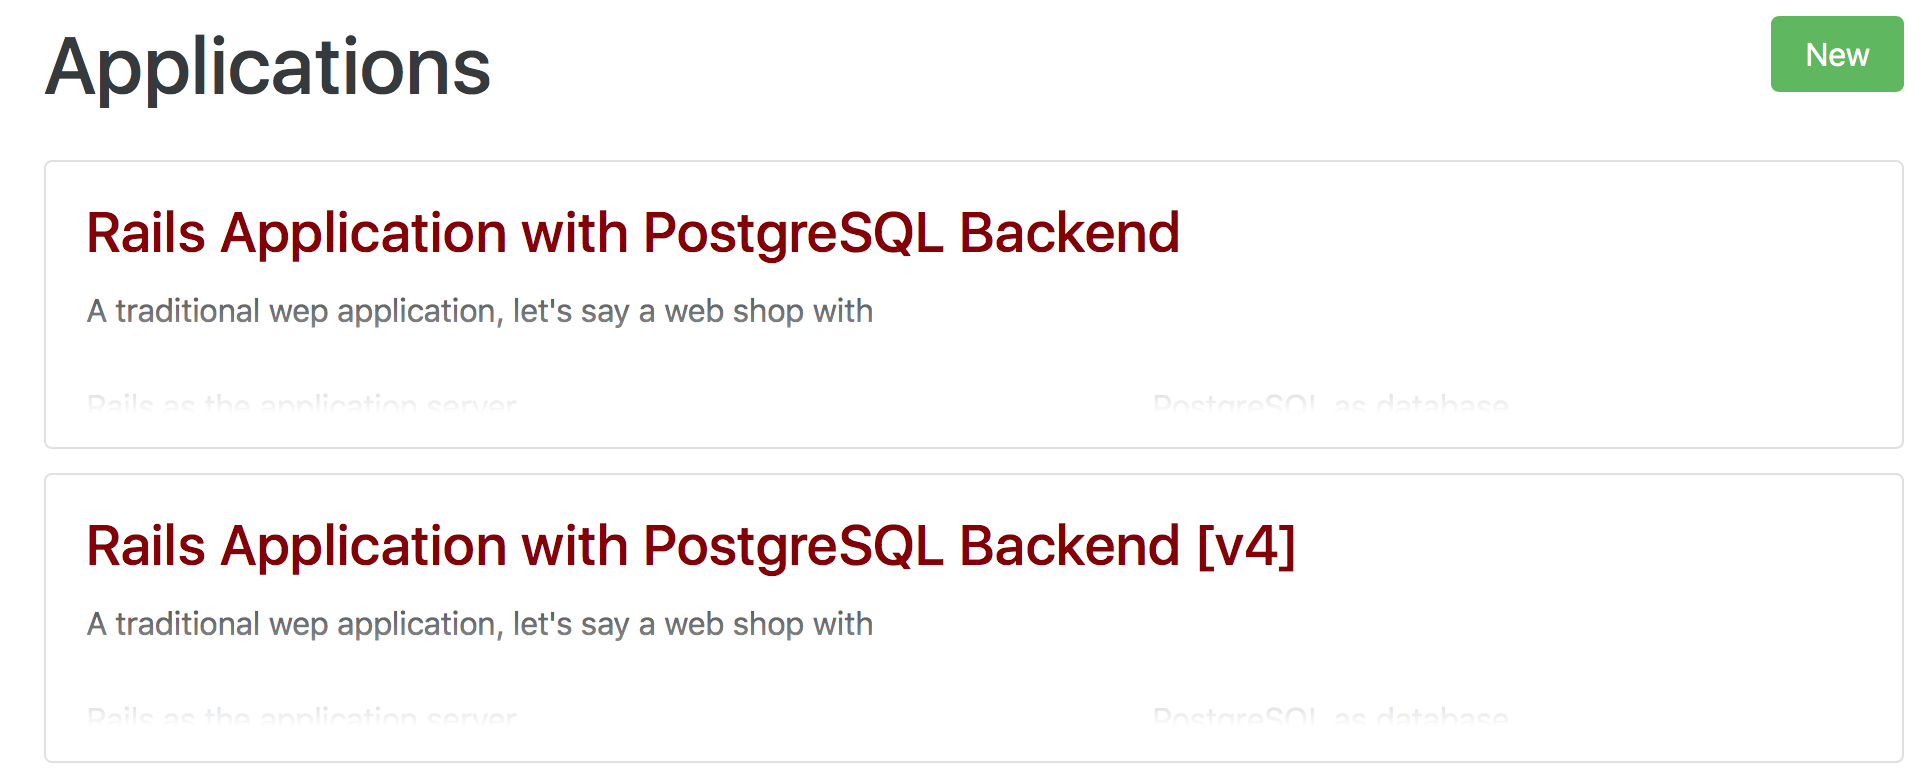 Applications
New
Rails Application with PostgreSQL Backend
A traditional wep application, let's say a web shop with
Rails as the application server
PostgreSQL as database
Rails Application with PostgreSQL Backend [v4]
A traditional wep application, let's say a web shop with
Rails as the application server
PostgreSQL as database